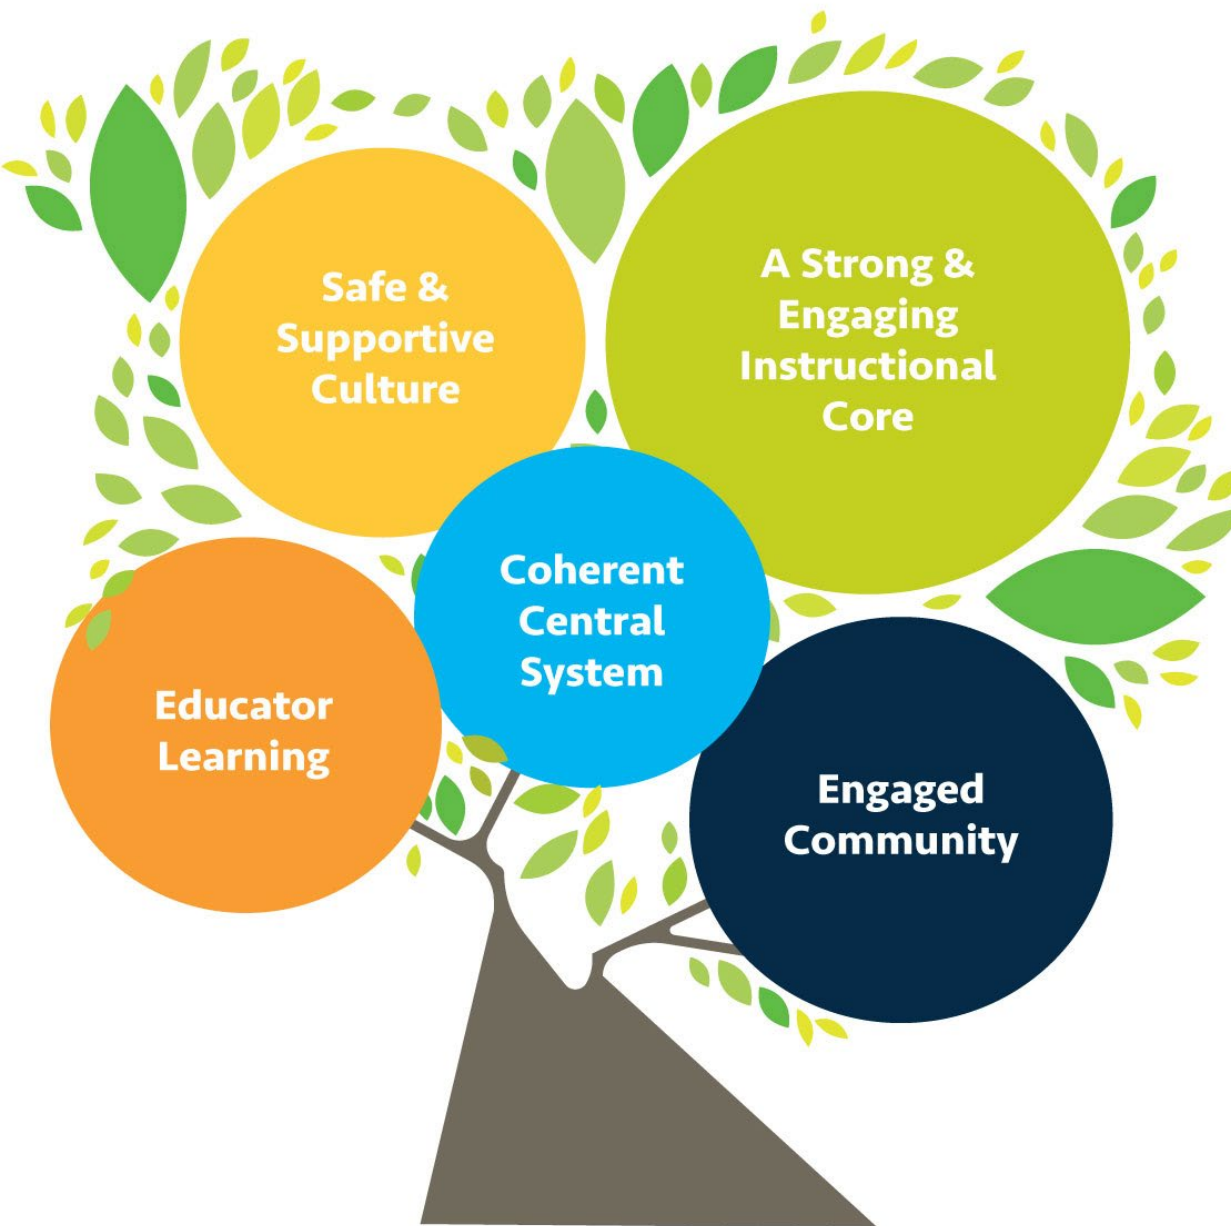 Safe &
Supportive
Culture
A Strong &
Engaging
Instructional
Core
Coherent
Central
System
Educator
Learning
Engaged
Community